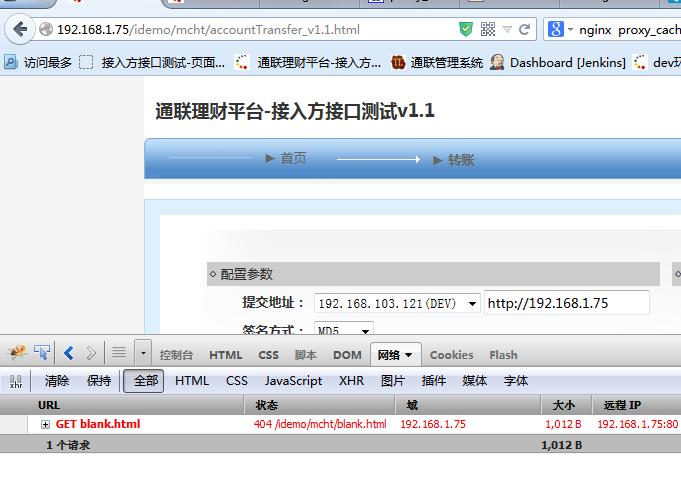 192.168.1.75/idemo/mcht/accountTransfer_v1.1.html
nginx proxy_cach
访问最多 接入方接口测试-页面... 通联理财平台-接入方... 通联管理系统 Dashboard [Jenkins] dev环
通联理财平台-接入方接口测试v1.1
首页 转账
配置参数
提交地址： 192.168.103.121(DEV) http://192.168.1.75
签名方式： MD5
控制台 HTML CSS 脚本 DOM 网络 Cookies Flash
xhr 清除 保持 全部 HTML CSS JavaScript XHR 图片 插件 媒体 字体
URL 状态 域 大小 远程 IP
GET blank.html 404 /idemo/mcht/blank.html 192.168.1.75 1,012 B 192.168.1.75:80
1 个请求 1,012 B